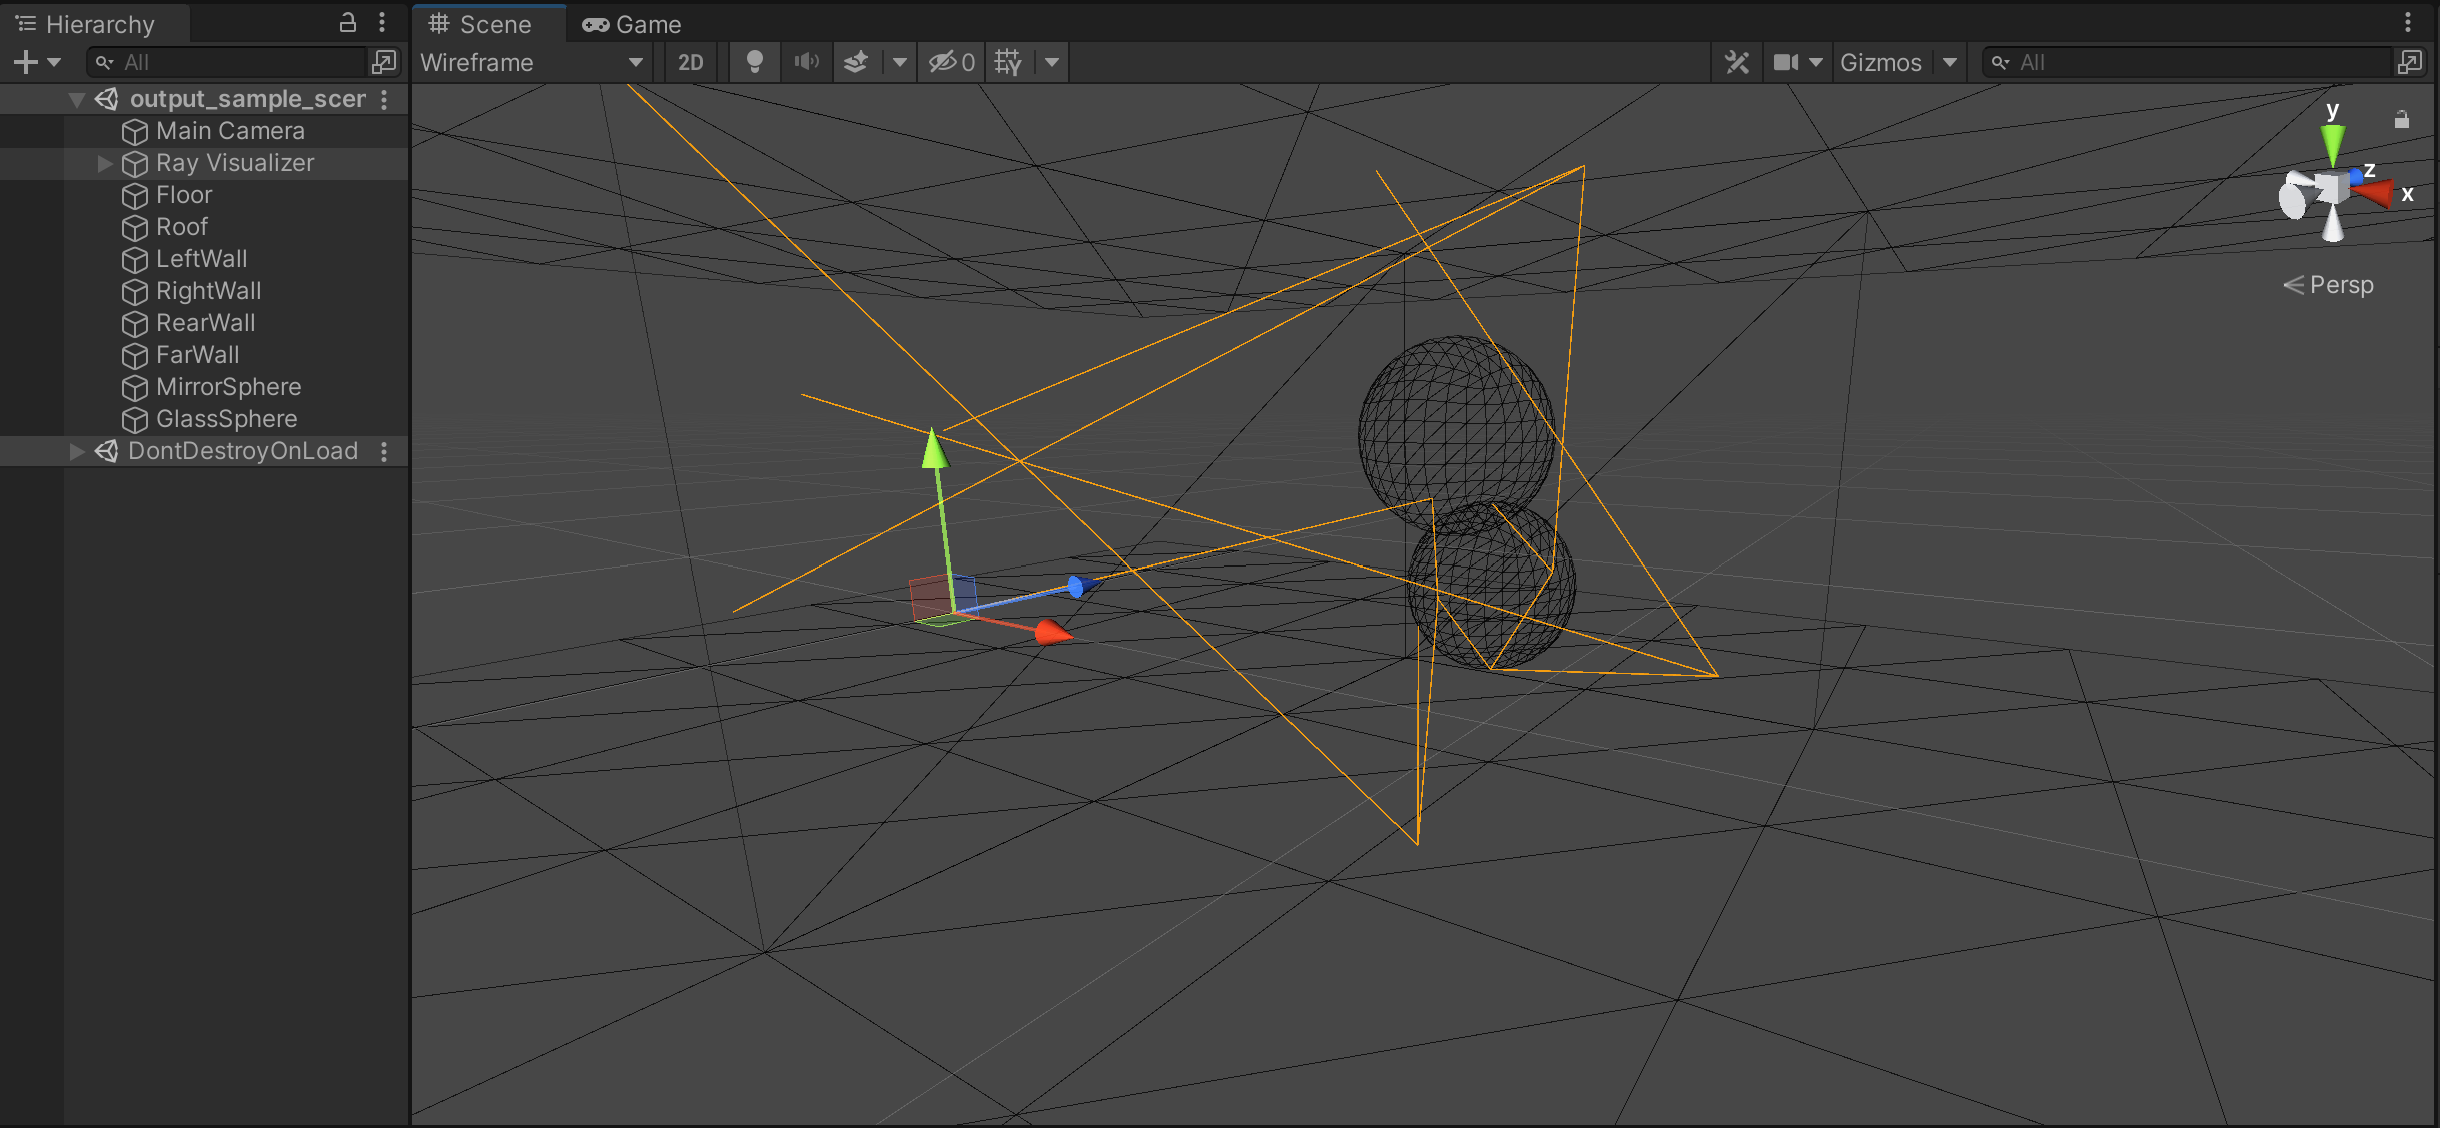 Hierarchy
All
output_sample_scer
Main Camera
Ray Visualizer
Floor
Roof
LeftWall
RightWall
RearWall
FarWall
MirrorSphere
GlassSphere
DontDestroyOnLoad
Scene Game
Wireframe 2D 0 Gizmos All
y
z
x
Persp